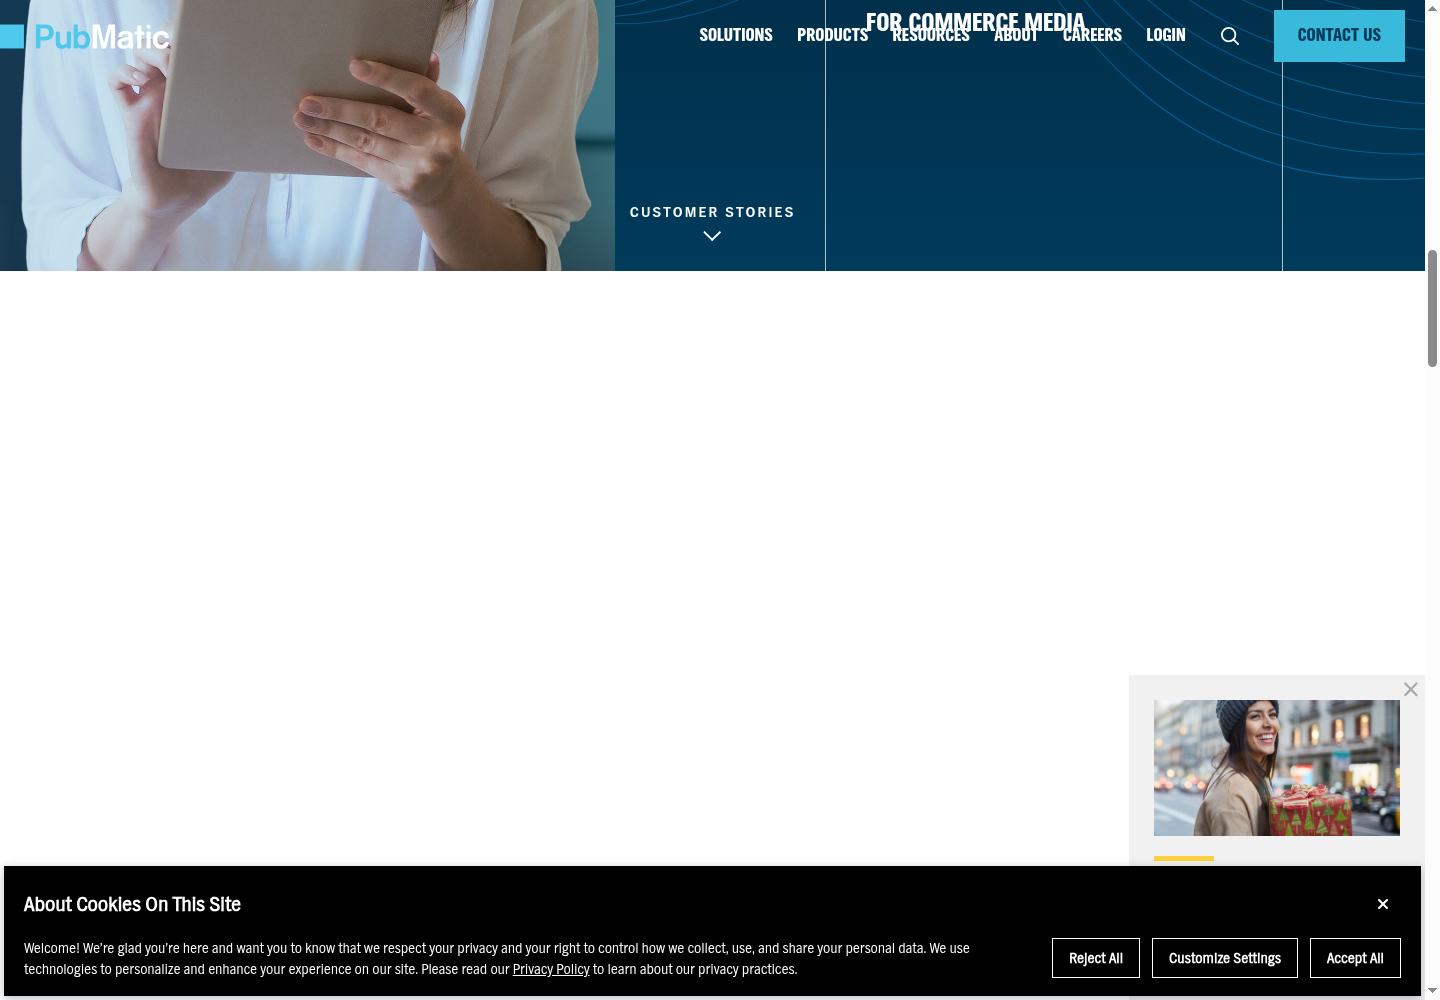 PubMatic
SOLUTIONS
PRODUCTS
RESOURCES
ABOUT
CAREERS
LOGIN
CONTACT US
FOR COMMERCE MEDIA
CUSTOMER STORIES
About Cookies On This Site
Welcome! We're glad you're here and want you to know that we respect your privacy and your right to control how we collect, use, and share your personal data. We use
technologies to personalize and enhance your experience on our site. Please read our Privacy Policy to learn about our privacy practices.
Reject All
Customize Settings
Accept All